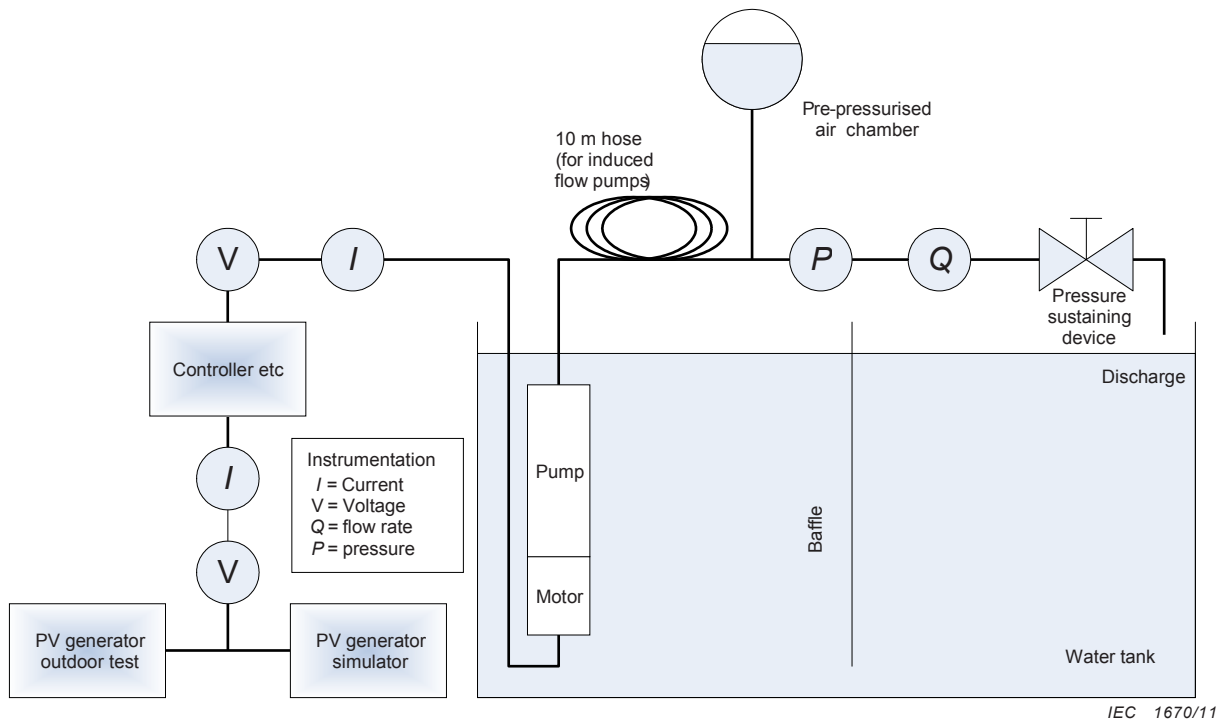 Pre-pressurised
air chamber
10 m hose
(for induced
flow pumps)
V
I
P
Q
Pressure
sustaining
device
Controller etc
Discharge
I
Instrumentation
I = Current
V = Voltage
Q = flow rate
P = pressure
Pump
Baffle
V
Motor
PV generator
outdoor test
PV generator
simulator
Water tank
IEC 1670/11